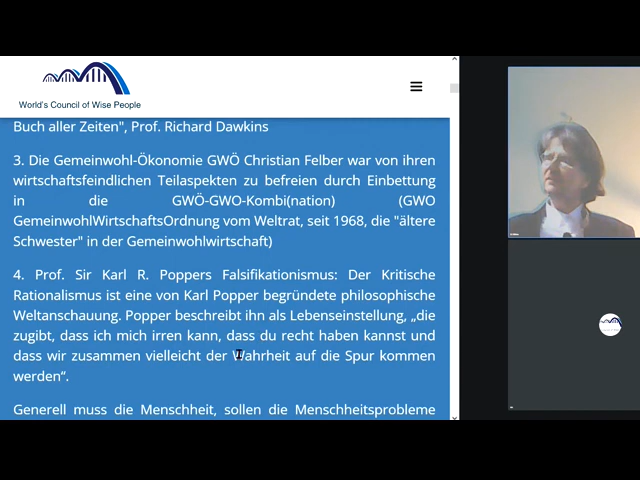 World's Council of Wise People
Buch aller Zeiten", Prof. Richard Dawkins
3. Die Gemeinwohl-Ökonomie GWÖ Christian Felber war von ihren
wirtschaftsfeindlichen Teilaspekten zu befreien durch Einbettung
in die GWÖ-GWO-Kombi(nation) (GWO
GemeinwohlWirtschaftsOrdnung vom Weltrat, seit 1968, die "ältere
Schwester" in der Gemeinwohlwirtschaft)
4. Prof. Sir Karl R. Poppers Falsifikationismus: Der Kritische
Rationalismus ist eine von Karl Popper begründete philosophische
Weltanschauung. Popper beschreibt ihn als Lebenseinstellung, „die
zugibt, dass ich mich irren kann, dass du recht haben kannst und
dass wir zusammen vielleicht der Wahrheit auf die Spur kommen
werden“.
Generell muss die Menschheit, sollen die Menschheitsprobleme